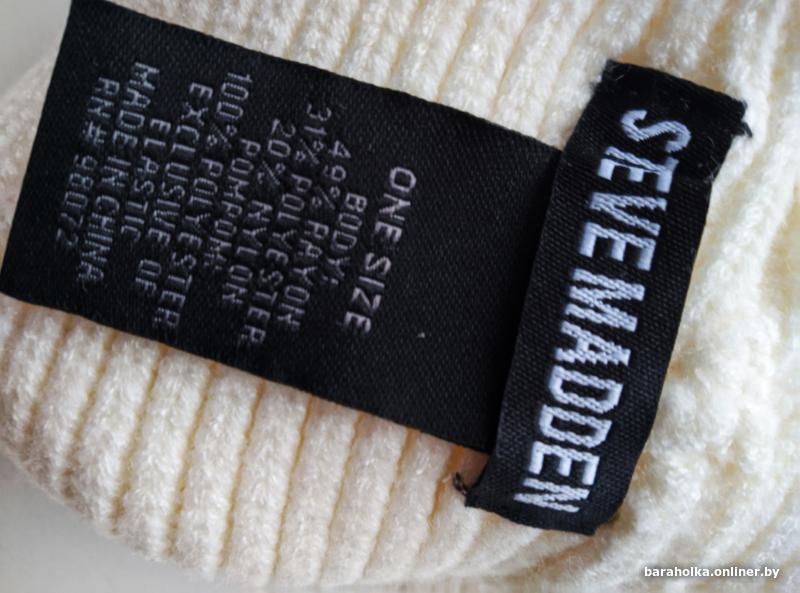 STEVE MADDEN
ONE SIZE
BODY:
49% RAYON
31% POLYESTER
20% NYLON
POMPOM:
100% POLYESTER
EXCLUSIVE OF
ELASTIC
MADE IN CHINA
RN# 98072
baraholka.onliner.by